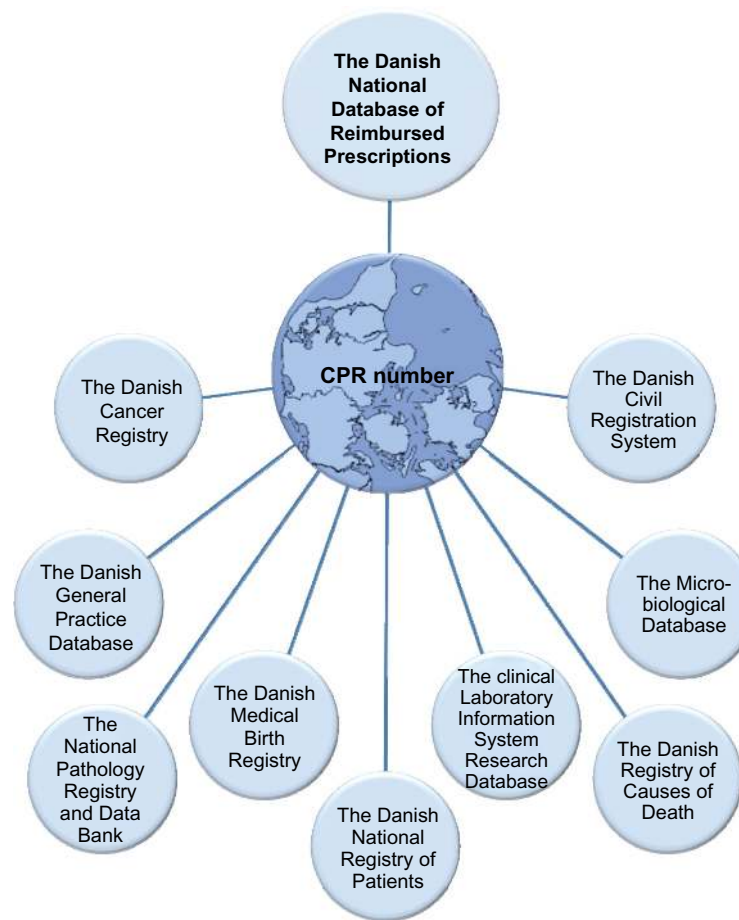 The Danish
National
Database of
Reimbursed
Prescriptions
CPR number
The Danish
Cancer
Registry
The Danish
Civil
Registration
System
The Danish
General
Practice
Database
The Micro-
biological
Database
The
National
Pathology
Registry
and Data
Bank
The Danish
Medical
Birth
Registry
The clinical
Laboratory
Information
System
Research
Database
The Danish
Registry of
Causes of
Death
The Danish
National
Registry of
Patients